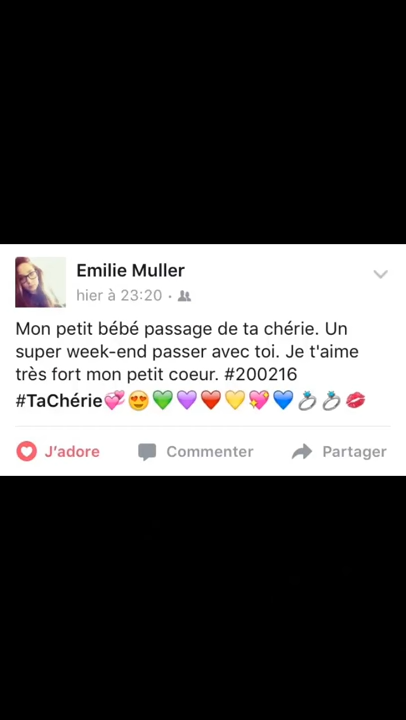 Emilie Muller
hier à 23:20 ·
Mon petit bébé passage de ta chérie. Un
super week-end passer avec toi. Je t'aime
très fort mon petit coeur. #200216
#TaChérie💞😍💚💜❤️💛💖💙💍💍💋
J'adore Commenter Partager